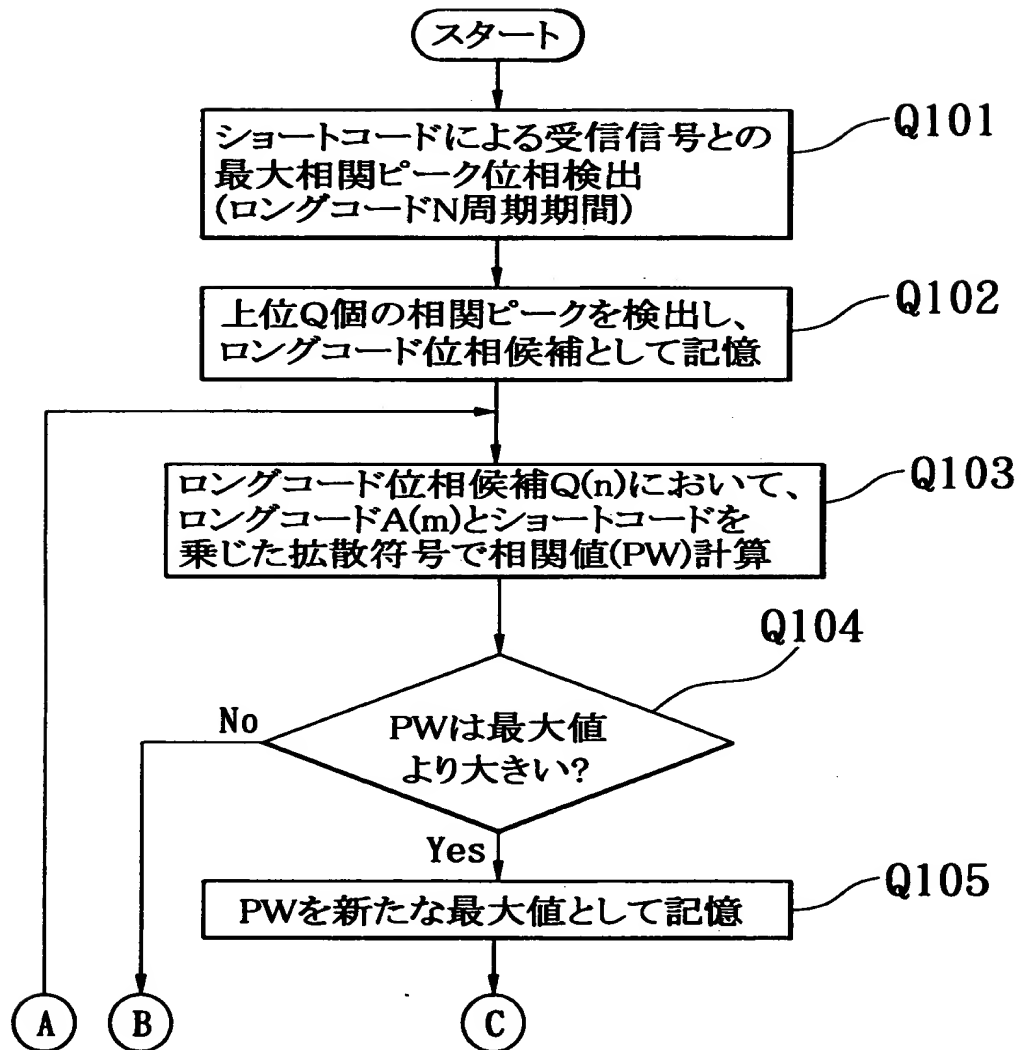 スタート
ショートコードによる受信信号との
最大相関ピーク位相検出
(ロングコードN周期期間)
Q101
上位Q個の相関ピークを検出し、
ロングコード位相候補として記憶
Q102
ロングコード位相候補Q(n)において、
ロングコードA(m)とショートコードを
乗じた拡散符号で相関値(PW)計算
Q103
Q104
PWは最大値
より大きい?
No
Yes
PWを新たな最大値として記憶
Q105
A
B
C